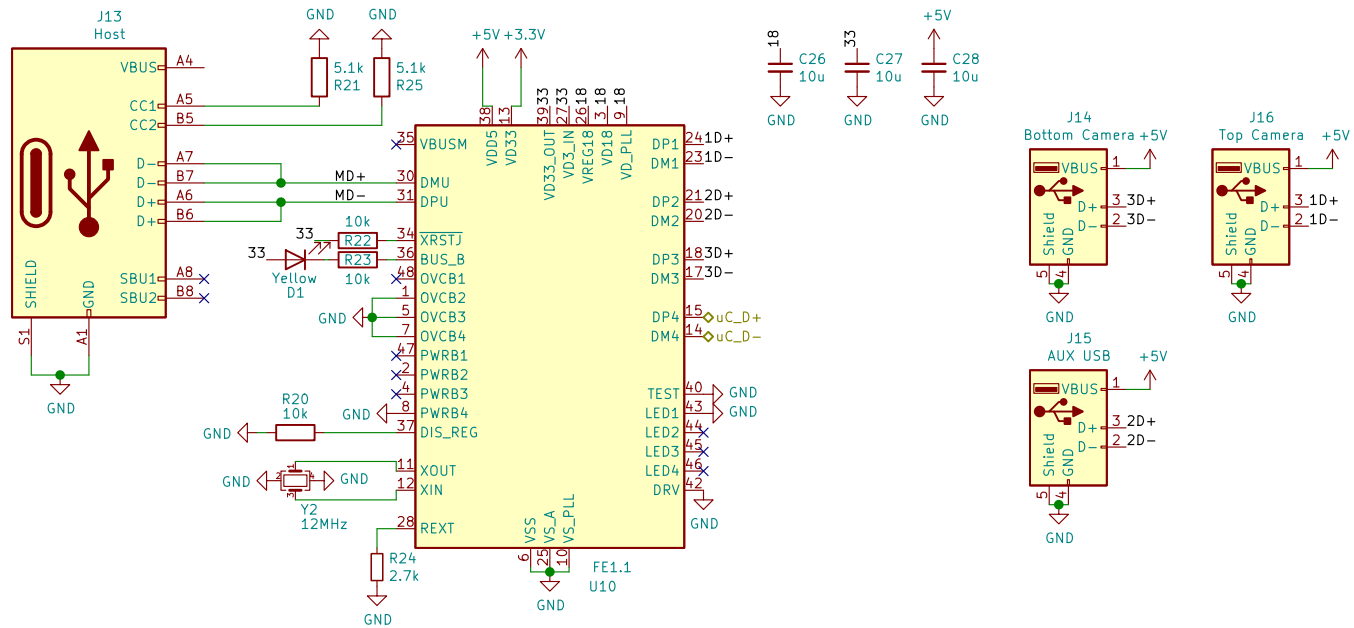 J13
Host
VBUS
A4
CC1
A5
CC2
B5
D-
A7
D-
B7
D+
A6
D+
B6
SBU1
A8
SBU2
B8
SHIELD
GND
S1
A1
GND
GND
5.1k
R21
GND
5.1k
R25
MD+
MD-
33
10k
R22
33
R23
10k
Yellow
D1
GND
GND
GND
R20
10k
GND
GND
1
2
4
3
Y2
12MHz
R24
2.7k
GND
+5V
+3.3V
38
13
39
33
27
33
26
18
3
18
9
18
VDD5
VD33
VD33_OUT
VD3_IN
VREG18
VD18
VD_PLL
35
VBUSM
30
DMU
31
DPU
34
XRSTJ
36
BUS_B
48
OVCB1
1
OVCB2
5
OVCB3
7
OVCB4
47
PWRB1
2
PWRB2
4
PWRB3
8
PWRB4
37
DIS_REG
11
XOUT
12
XIN
28
REXT
DP1
24
1D+
DM1
23
1D-
DP2
21
2D+
DM2
20
2D-
DP3
18
3D+
DM3
17
3D-
DP4
15
uC_D+
DM4
14
uC_D-
TEST
40
GND
LED1
43
GND
LED2
44
LED3
45
LED4
46
DRV
42
GND
VSS
VS_A
VS_PLL
6
25
10
GND
FE1.1
U10
18
C26
10u
GND
33
C27
10u
GND
+5V
C28
10u
GND
J14
Bottom Camera
+5V
VBUS
1
D+
3
3D+
D-
2
3D-
Shield
GND
5
4
GND
J16
Top Camera
+5V
VBUS
1
D+
3
1D+
D-
2
1D-
Shield
GND
5
4
GND
J15
AUX USB
+5V
VBUS
1
D+
3
2D+
D-
2
2D-
Shield
GND
5
4
GND